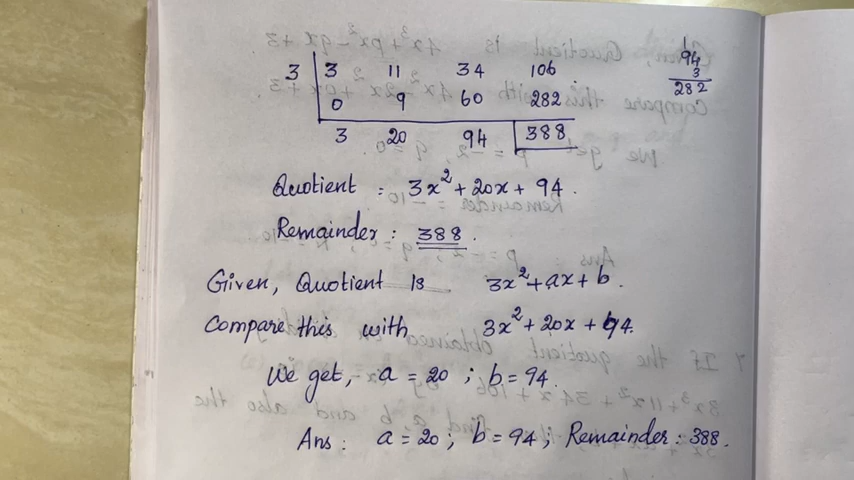 3 | 3 11 34 106
0 9 60 282
3 20 94 388
1
94
3
282
Quotient : 3x² + 20x + 94.
Remainder : 388.
Given, Quotient is 3x² + ax + b.
Compare this with 3x² + 20x + 94.
We get, a = 20 ; b = 94.
Ans : a = 20 ; b = 94 ; Remainder : 388.